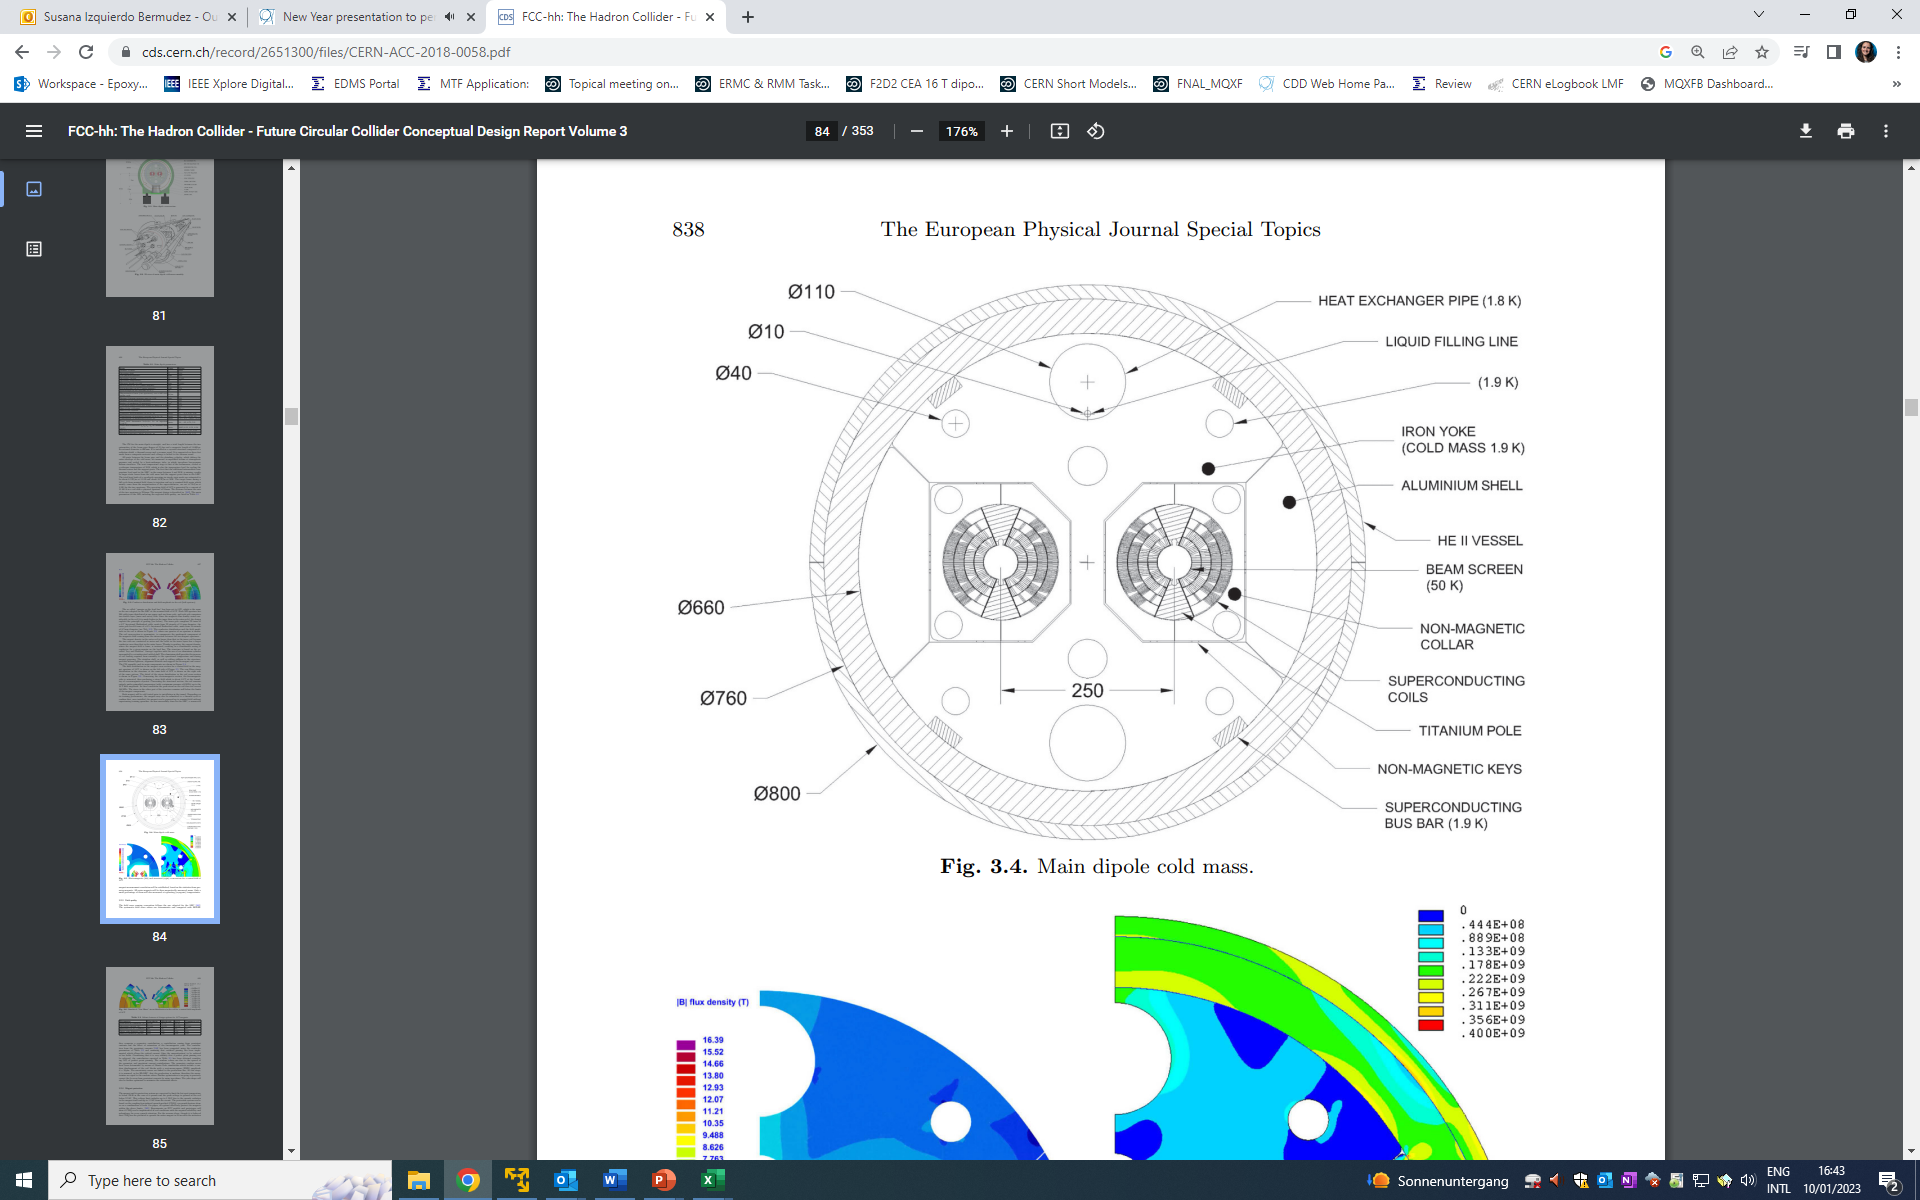 Susana Izquierdo Bermudez - Ou
New Year presentation to pe
FCC-hh: The Hadron Collider - Fu
cds.cern.ch/record/2651300/files/CERN-ACC-2018-0058.pdf
Workspace - Epoxy...
IEEE Xplore Digital...
EDMS Portal
MTF Application:
Topical meeting on...
ERMC & RMM Task...
F2D2 CEA 16 T dipo...
CERN Short Models...
FNAL_MQXF
CDD Web Home Pa...
Review
CERN eLogbook LMF
MQXFB Dashboard...
FCC-hh: The Hadron Collider - Future Circular Collider Conceptual Design Report Volume 3
84 / 353
176%
81
82
83
84
85
838
The European Physical Journal Special Topics
Ø110
Ø10
Ø40
Ø660
Ø760
Ø800
250
HEAT EXCHANGER PIPE (1.8 K)
LIQUID FILLING LINE
(1.9 K)
IRON YOKE
(COLD MASS 1.9 K)
ALUMINIUM SHELL
HE II VESSEL
BEAM SCREEN
(50 K)
NON-MAGNETIC
COLLAR
SUPERCONDUCTING
COILS
TITANIUM POLE
NON-MAGNETIC KEYS
SUPERCONDUCTING
BUS BAR (1.9 K)
Fig. 3.4. Main dipole cold mass.
|B| flux density (T)
16.39
15.52
14.66
13.80
12.93
12.07
11.21
10.35
9.488
8.626
7.763
0
.444E+08
.889E+08
.133E+09
.178E+09
.222E+09
.267E+09
.311E+09
.356E+09
.400E+09
Type here to search
Sonnenuntergang
ENG
INTL
16:43
10/01/2023
2